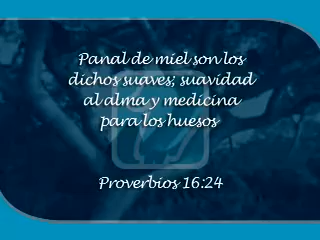 Panal de miel son los
dichos suaves; suavidad
al alma y medicina
para los huesos
Proverbios 16:24